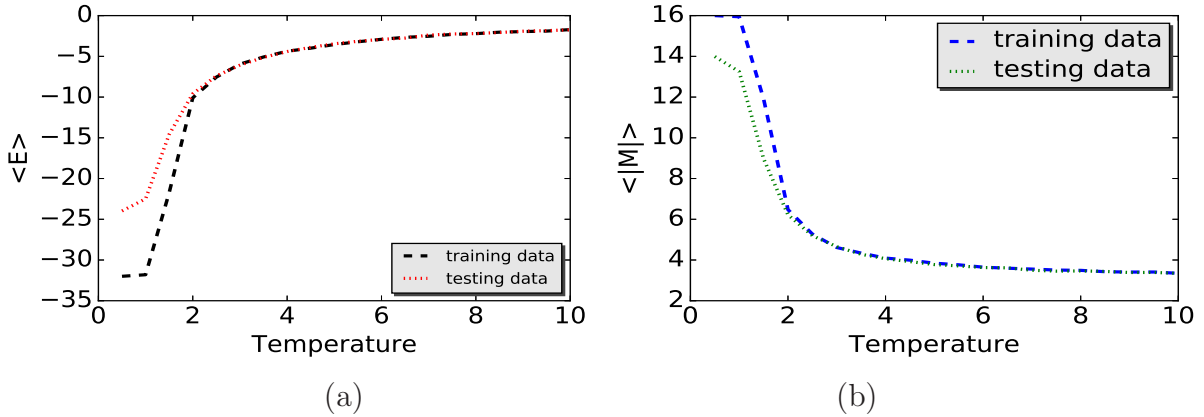 0
−5
−10
−15
−20
−25
−30
−35
<E>
training data
testing data
0 2 4 6 8 10
Temperature
(a)
16
14
12
10
8
6
4
2
<|M|>
training data
testing data
0 2 4 6 8 10
Temperature
(b)